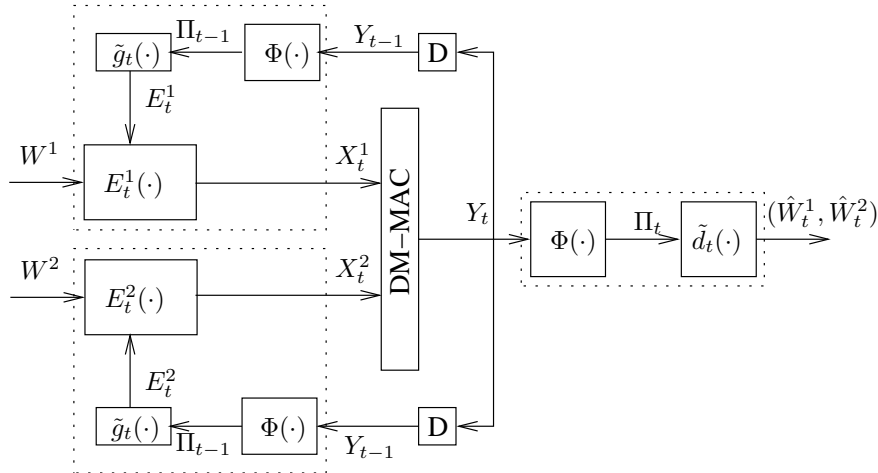 Π_{t−1}
Y_{t−1}
g̃_t(·)
Φ(·)
D
E_t^1
W^1
E_t^1(·)
X_t^1
DM−MAC
Y_t
Φ(·)
Π_t
d̃_t(·)
(Ŵ_t^1, Ŵ_t^2)
W^2
E_t^2(·)
X_t^2
E_t^2
g̃_t(·)
Π_{t−1}
Φ(·)
Y_{t−1}
D